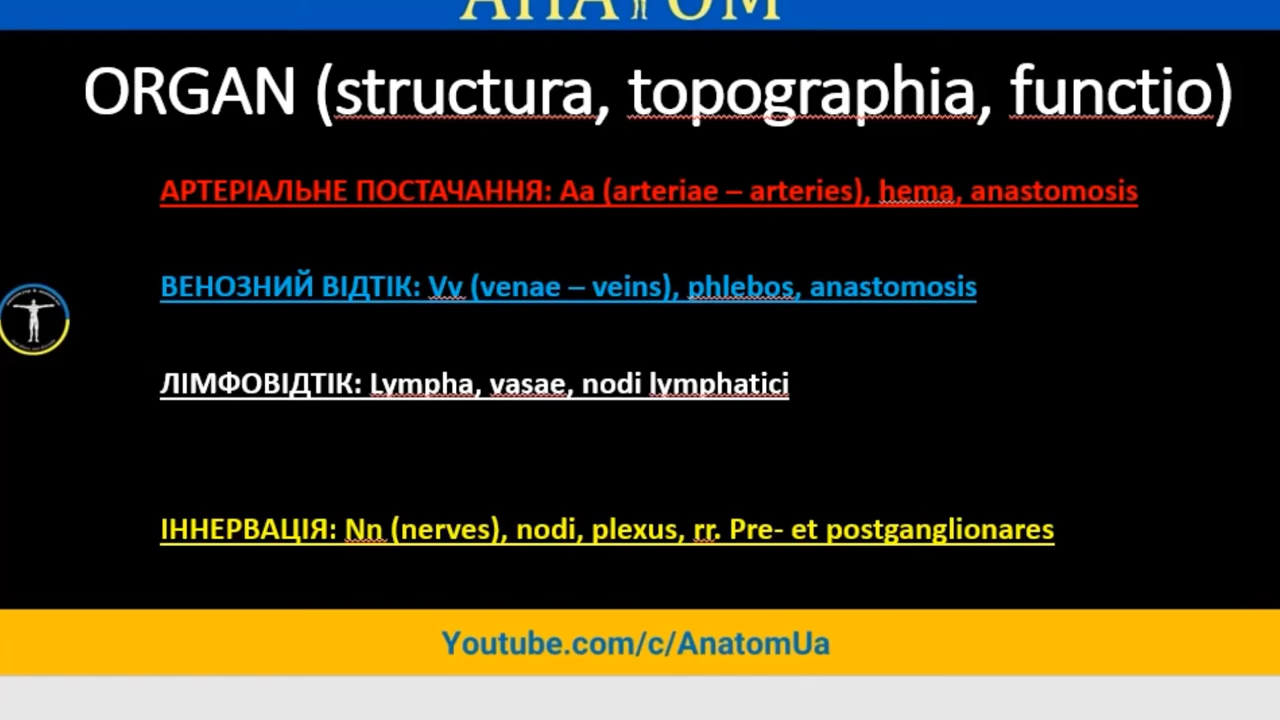 АНАТОМ
ORGAN (structura, topographia, functio)
АРТЕРІАЛЬНЕ ПОСТАЧАННЯ: Aa (arteriae – arteries), hema, anastomosis
ВЕНОЗНИЙ ВІДТІК: Vv (venae – veins), phlebos, anastomosis
ЛІМФОВІДТІК: Lympha, vasae, nodi lymphatici
ІННЕРВАЦІЯ: Nn (nerves), nodi, plexus, rr. Pre- et postganglionares
Youtube.com/c/AnatomUa